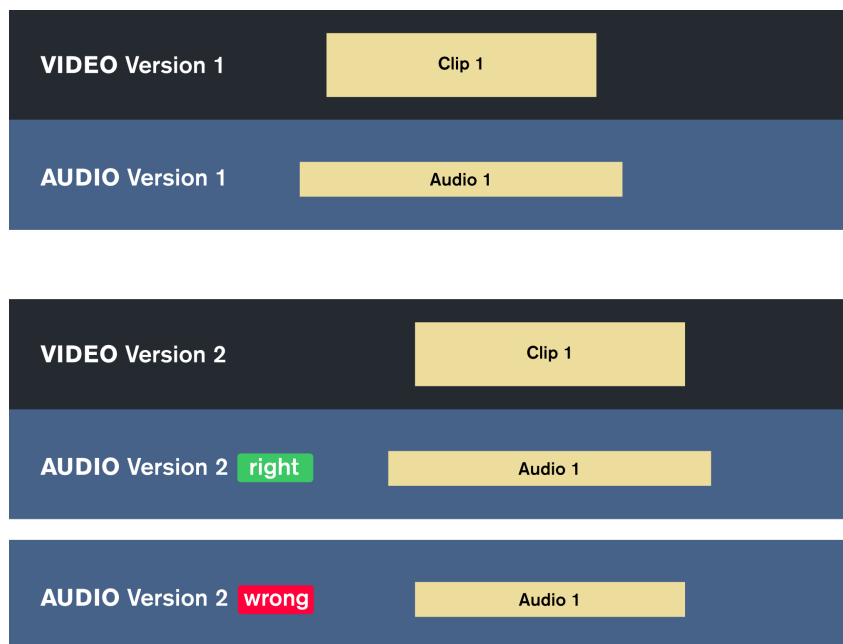 VIDEO Version 1
Clip 1
AUDIO Version 1
Audio 1
VIDEO Version 2
Clip 1
AUDIO Version 2 right
Audio 1
AUDIO Version 2 wrong
Audio 1